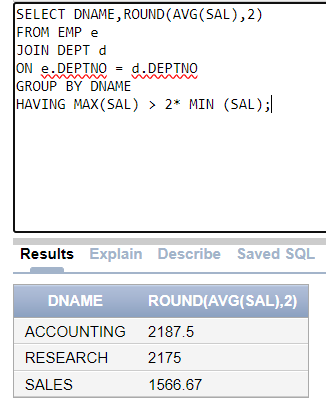 SELECT DNAME,ROUND(AVG(SAL),2)
FROM EMP e
JOIN DEPT d
ON e.DEPTNO = d.DEPTNO
GROUP BY DNAME
HAVING MAX(SAL) > 2* MIN (SAL);
Results Explain Describe Saved SQL
DNAME ROUND(AVG(SAL),2)
ACCOUNTING 2187.5
RESEARCH 2175
SALES 1566.67